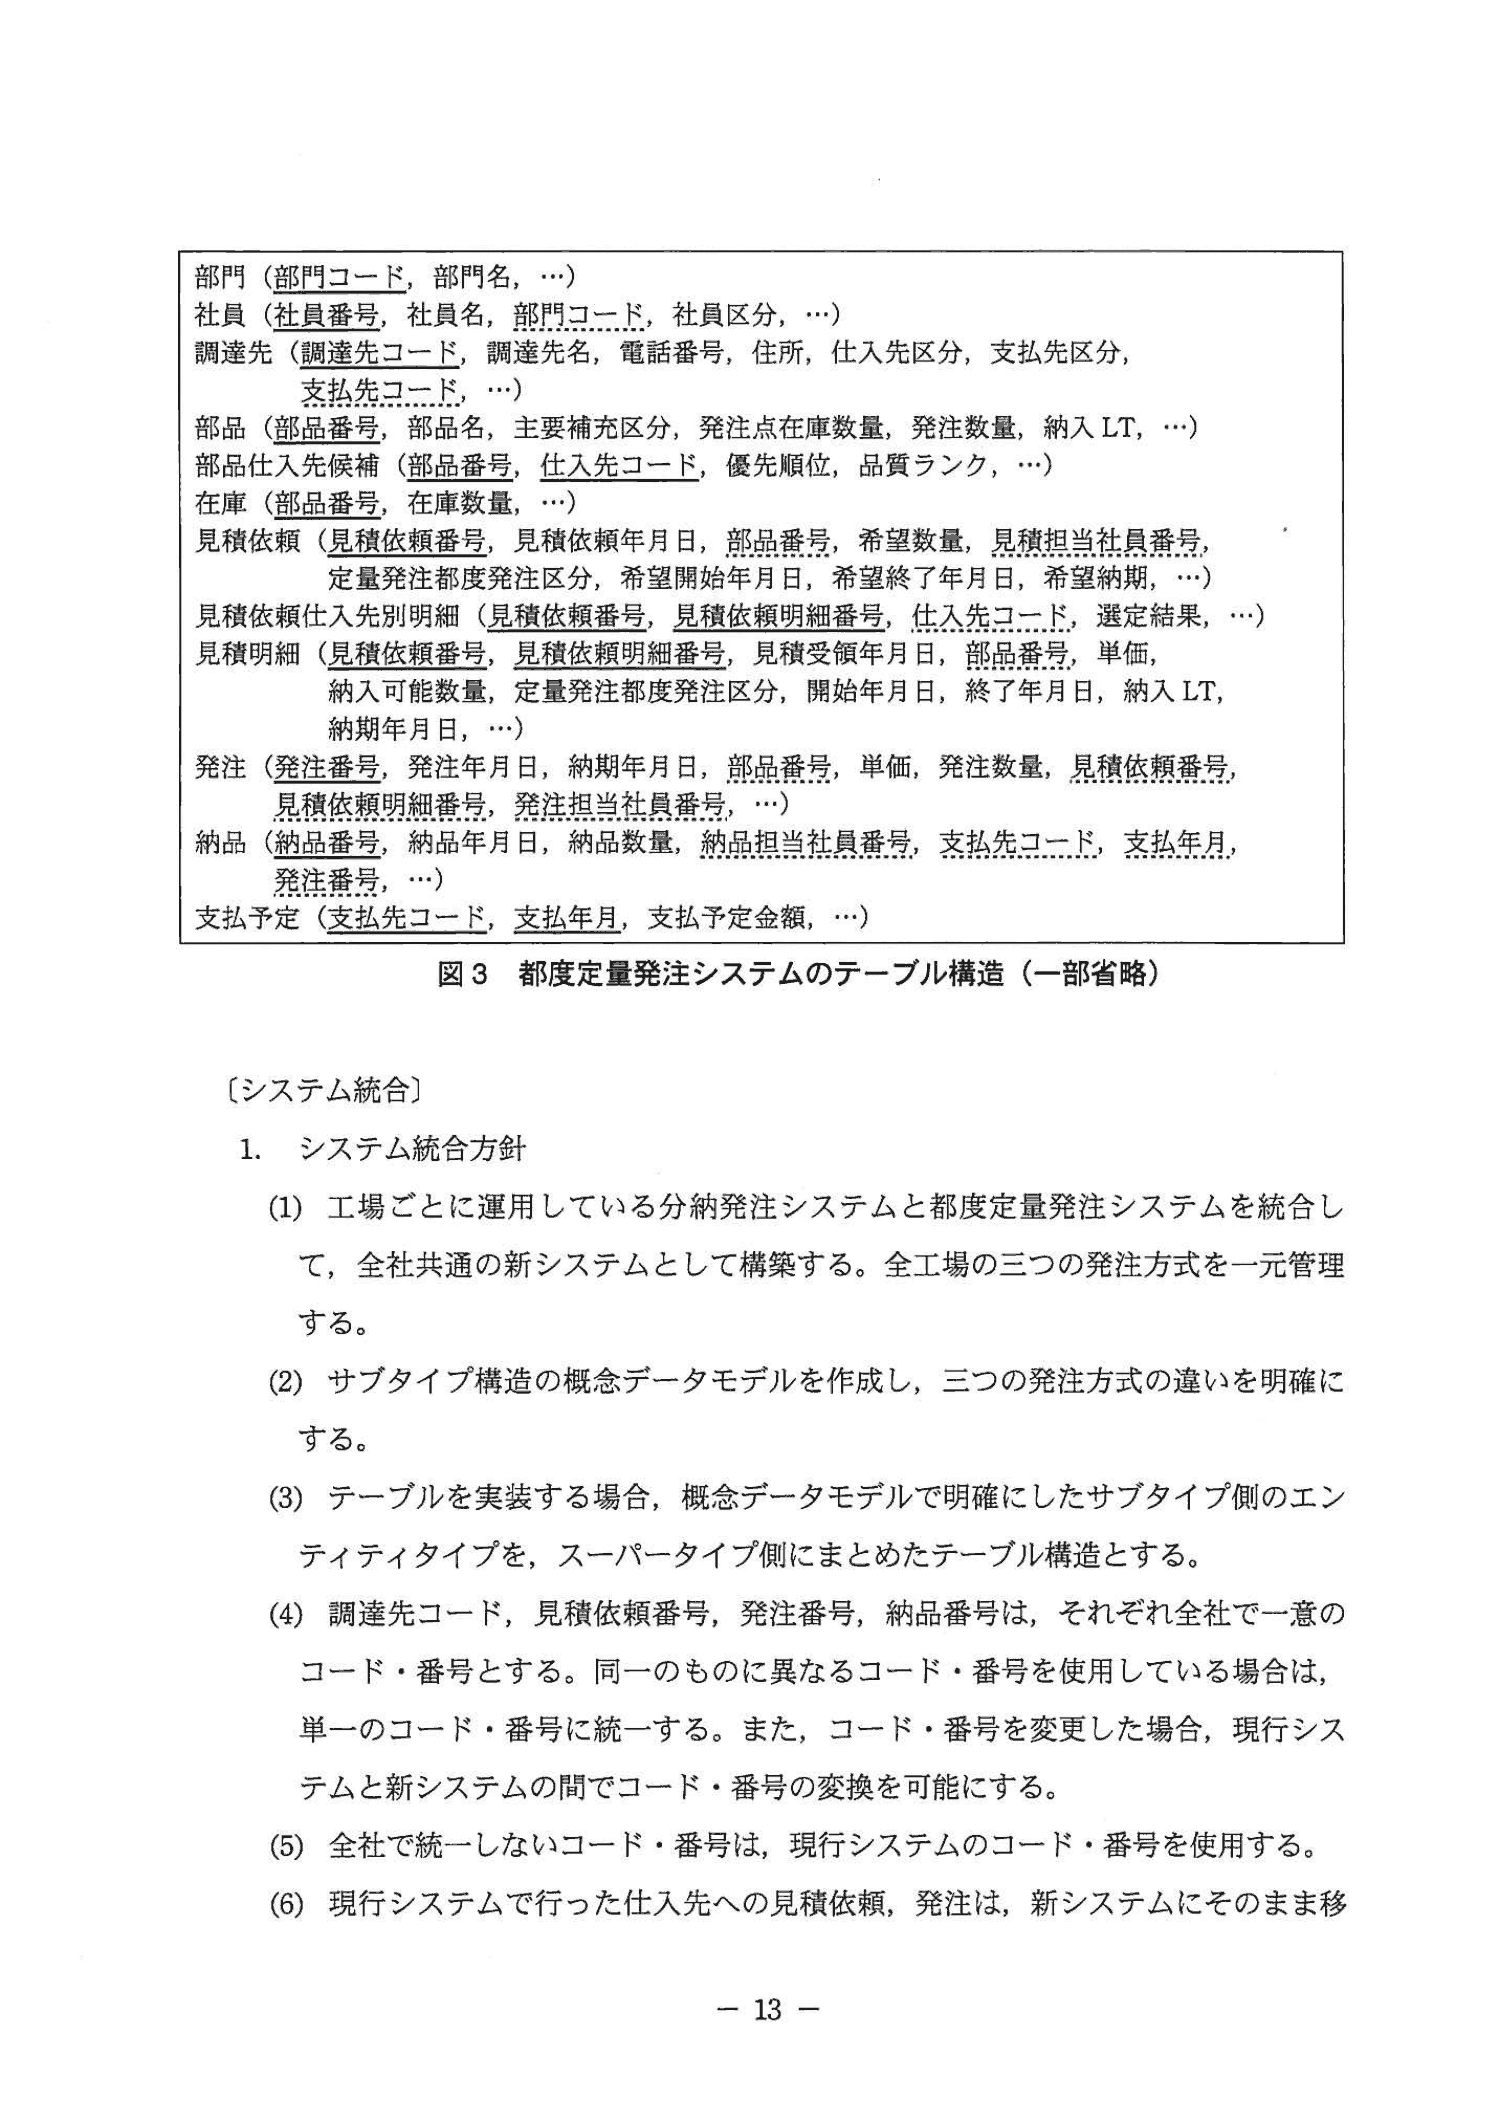 部門（部門コード，部門名，…）
社員（社員番号，社員名，部門コード，社員区分，…）
調達先（調達先コード，調達先名，電話番号，住所，仕入先区分，支払先区分，
支払先コード，…）
部品（部品番号，部品名，主要補充区分，発注点在庫数量，発注数量，納入 LT，…）
部品仕入先候補（部品番号，仕入先コード，優先順位，品質ランク，…）
在庫（部品番号，在庫数量，…）
見積依頼（見積依頼番号，見積依頼年月日，部品番号，希望数量，見積担当社員番号，
定量発注都度発注区分，希望開始年月日，希望終了年月日，希望納期，…）
見積依頼仕入先別明細（見積依頼番号，見積依頼明細番号，仕入先コード，選定結果，…）
見積明細（見積依頼番号，見積依頼明細番号，見積受領年月日，部品番号，単価，
納入可能数量，定量発注都度発注区分，開始年月日，終了年月日，納入 LT，
納期年月日，…）
発注（発注番号，発注年月日，納期年月日，部品番号，単価，発注数量，見積依頼番号，
見積依頼明細番号，発注担当社員番号，…）
納品（納品番号，納品年月日，納品数量，納品担当社員番号，支払先コード，支払年月，
発注番号，…）
支払予定（支払先コード，支払年月，支払予定金額，…）
図３　都度定量発注システムのテーブル構造（一部省略）
〔システム統合〕
1.　システム統合方針
(1)　工場ごとに運用している分納発注システムと都度定量発注システムを統合し
て，全社共通の新システムとして構築する。全工場の三つの発注方式を一元管理
する。
(2)　サブタイプ構造の概念データモデルを作成し，三つの発注方式の違いを明確に
する。
(3)　テーブルを実装する場合，概念データモデルで明確にしたサブタイプ側のエン
ティティタイプを，スーパータイプ側にまとめたテーブル構造とする。
(4)　調達先コード，見積依頼番号，発注番号，納品番号は，それぞれ全社で一意の
コード・番号とする。同一のものに異なるコード・番号を使用している場合は，
単一のコード・番号に統一する。また，コード・番号を変更した場合，現行シス
テムと新システムの間でコード・番号の変換を可能にする。
(5)　全社で統一しないコード・番号は，現行システムのコード・番号を使用する。
(6)　現行システムで行った仕入先への見積依頼，発注は，新システムにそのまま移
－ 13 －